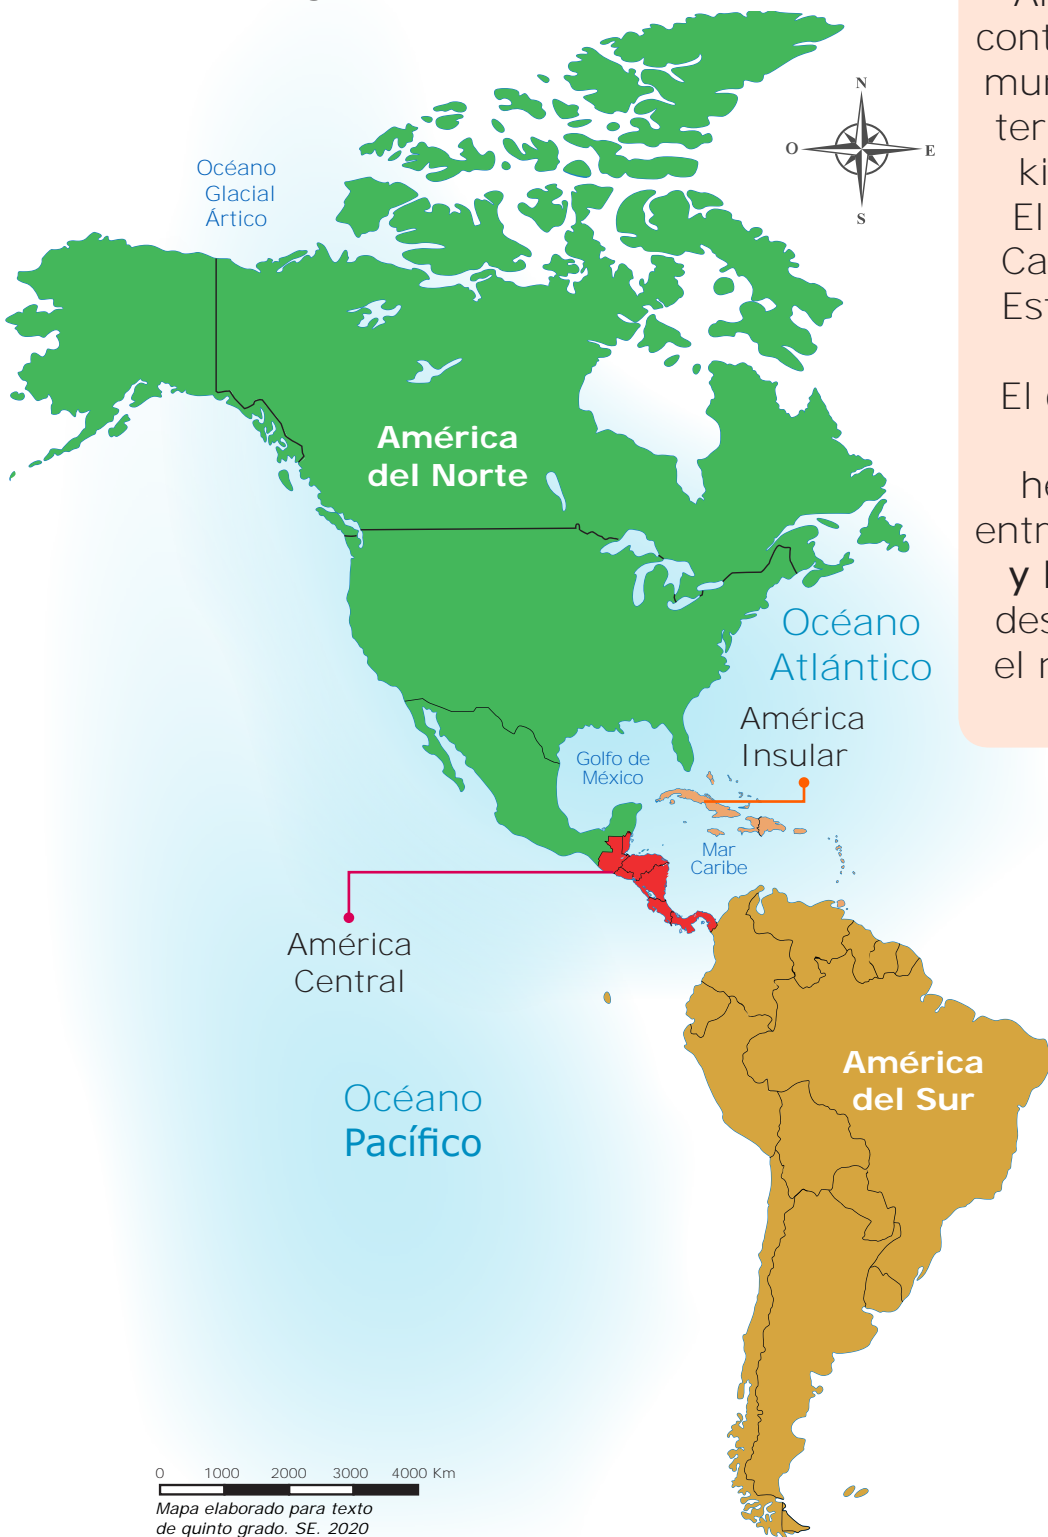 N
O
E
S
Océano
Glacial
Ártico
América
del Norte
Océano
Atlántico
América
Insular
Golfo de
México
Mar
Caribe
América
Central
Océano
Pacífico
América
del Sur
0 1000 2000 3000 4000 Km
Mapa elaborado para texto
de quinto grado. SE. 2020
cont
mun
ter
ki
El
Ca
Est
El
he
entr
y
des
el